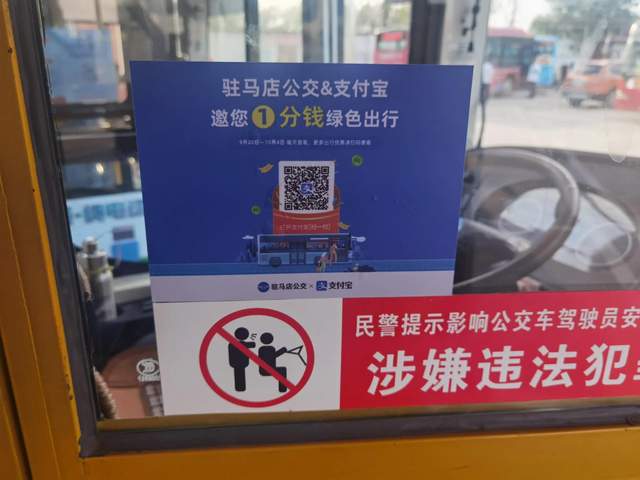 驻马店公交&支付宝
邀您1分钱绿色出行
驻马店公交 × 支付宝
民警提示影响公交车驾驶员安
涉嫌违法犯